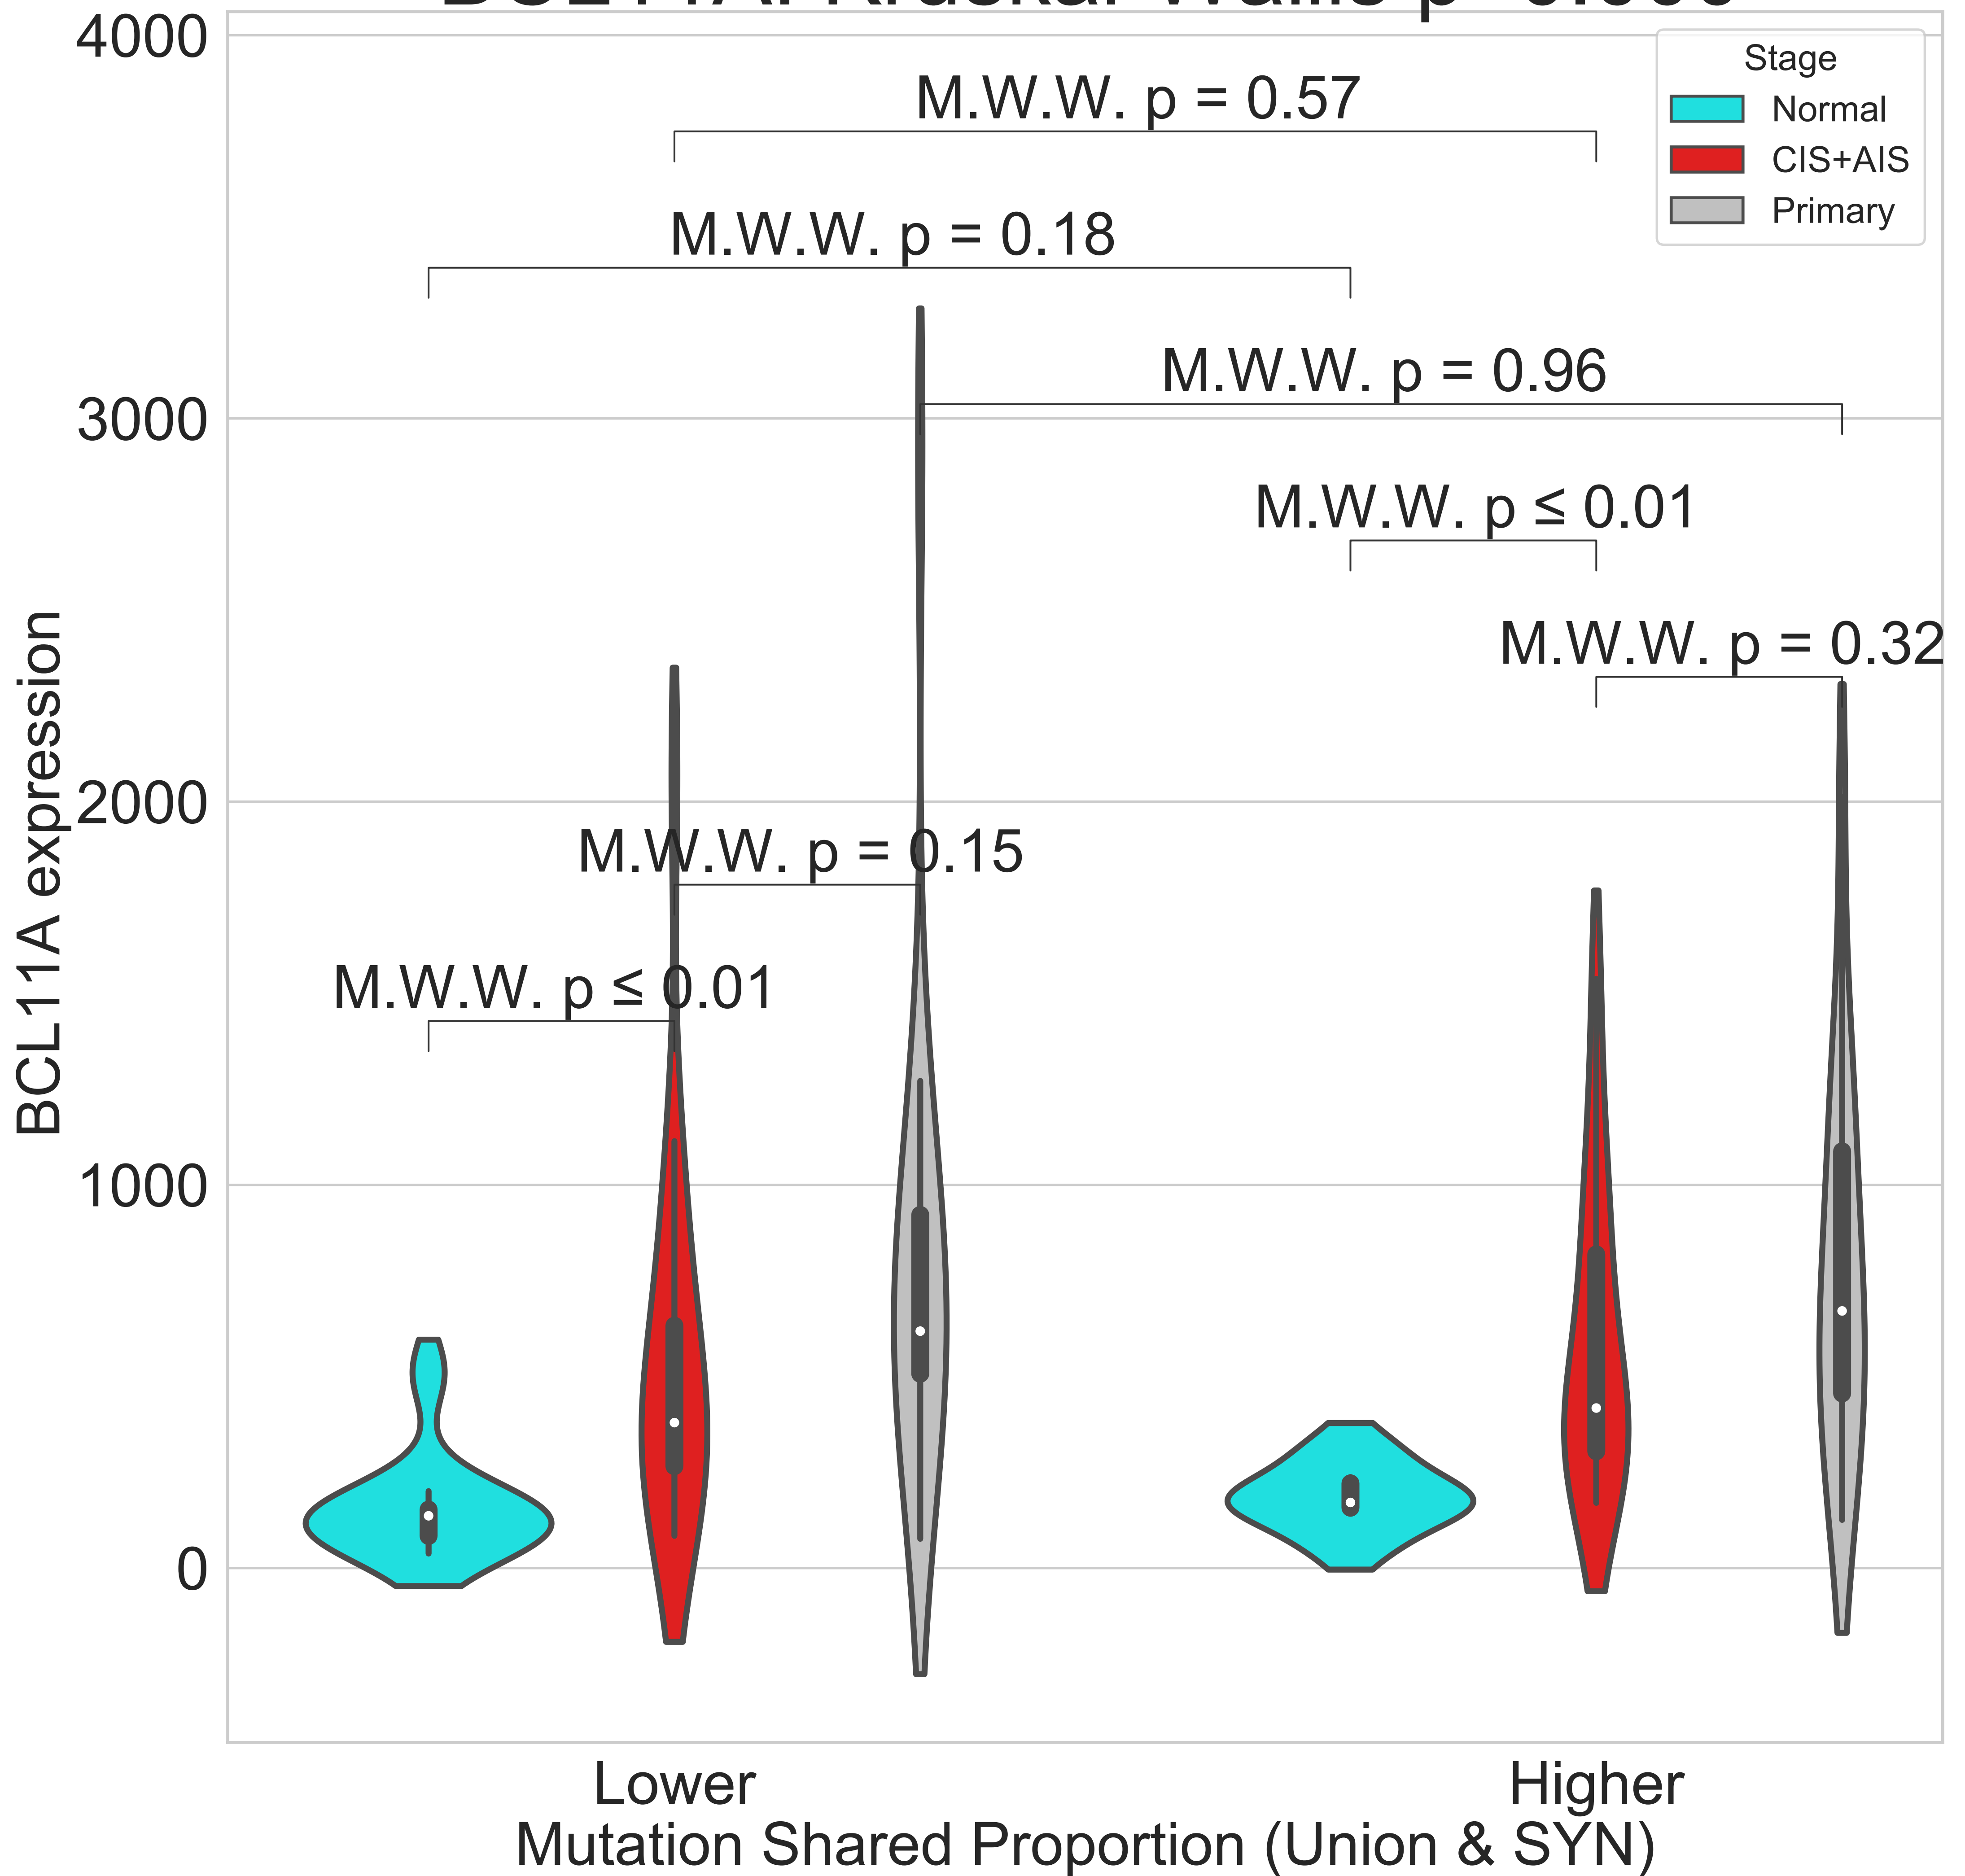 4000
3000
2000
1000
0
BCL11A expression
M.W.W. p = 0.57
M.W.W. p = 0.18
M.W.W. p = 0.96
M.W.W. p ≤ 0.01
M.W.W. p = 0.32
M.W.W. p = 0.15
M.W.W. p ≤ 0.01
Stage
Normal
CIS+AIS
Primary
Lower
Higher
Mutation Shared Proportion (Union & SYN)